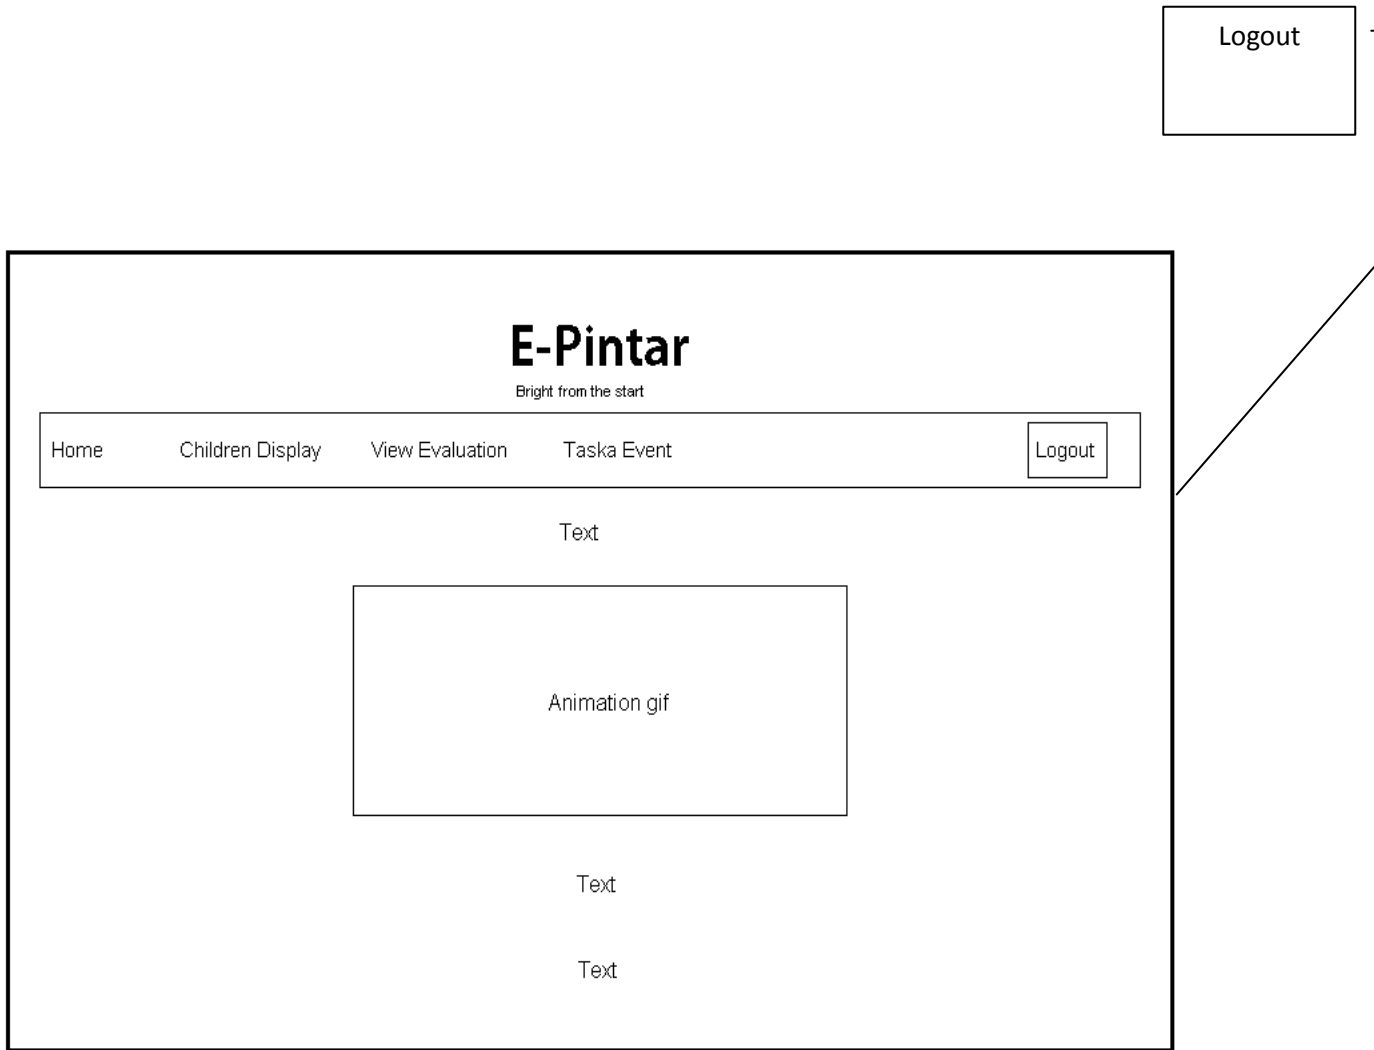 Logout
E-Pintar
Bright from the start
Home Children Display View Evaluation Taska Event Logout
Text
Animation gif
Text
Text